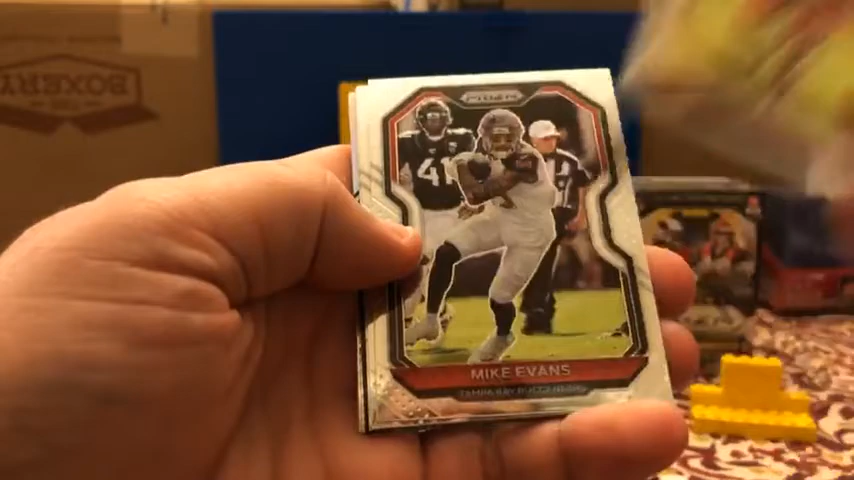 BOXERY
PRIZM
41
MIKE EVANS
TAMPA BAY BUCCANEERS